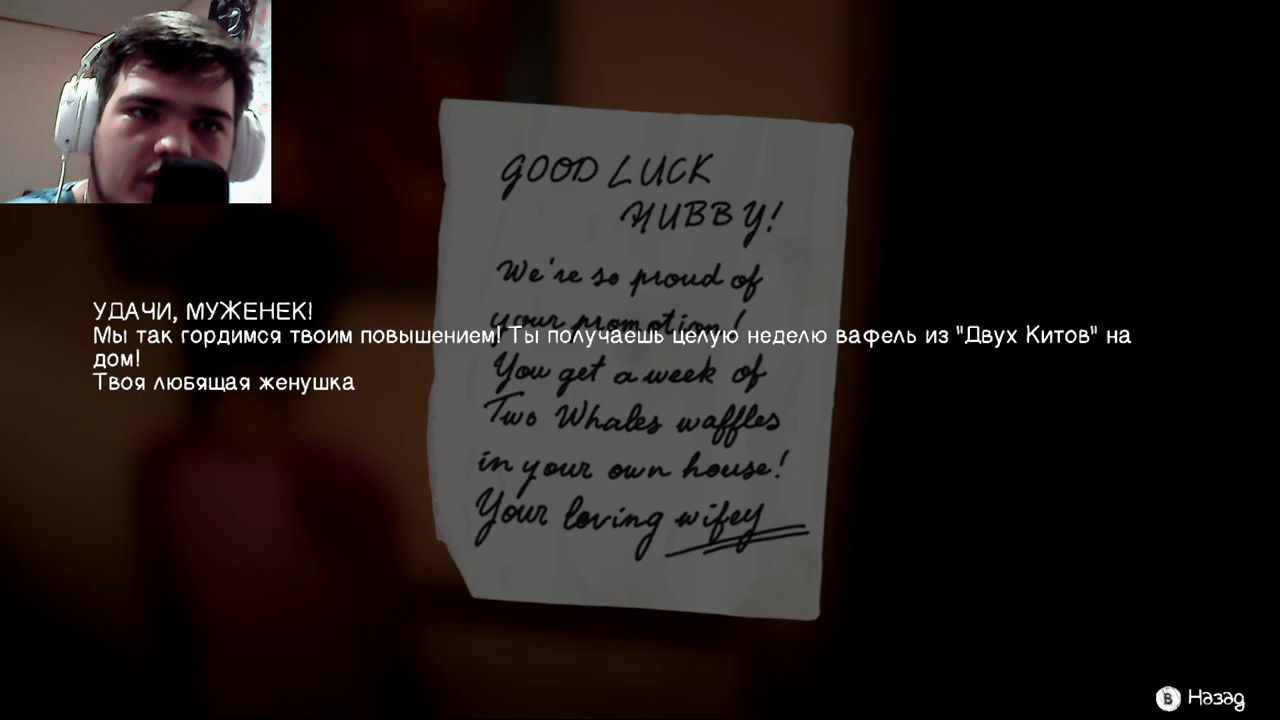 GOOD LUCK
HUBBY!
We're so proud of
your promotion!
You get a week of
Two Whales waffles
in your own house!
Your loving wifey
УДАЧИ, МУЖЕНЕК!
Мы так гордимся твоим повышением! Ты получаешь целую неделю вафель из "Двух Китов" на
дом!
Твоя любящая женушка
B Назад